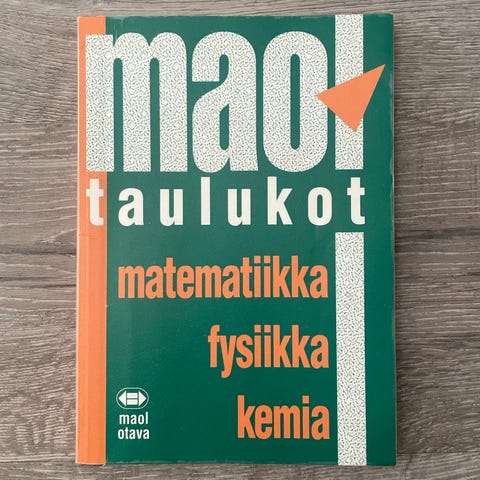 maol
taulukot
matematiikka
fysiikka
kemia
maol
otava